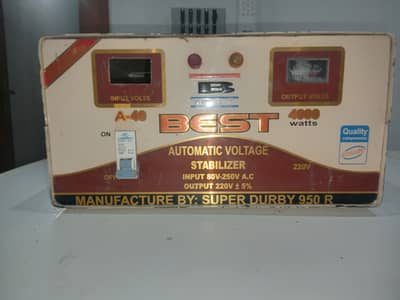 INPUT VOLTS
OUTPUT VOLTS
B
A-40
BEST
4000
watts
ON
AUTOMATIC VOLTAGE
STABILIZER
220V
INPUT 80V-250V A.C
OFF
OUTPUT 220V ± 5%
Quality
MANUFACTURE BY: SUPER DURBY 950 R